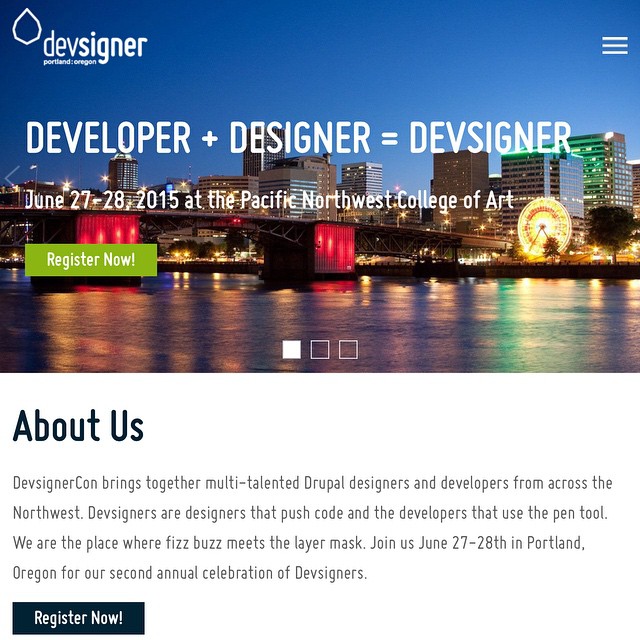 devsigner
portland:oregon
DEVELOPER + DESIGNER = DEVSIGNER
June 27-28, 2015 at the Pacific Northwest College of Art
Register Now!
About Us
DevsignerCon brings together multi-talented Drupal designers and developers from across the
Northwest. Devsigners are designers that push code and the developers that use the pen tool.
We are the place where fizz buzz meets the layer mask. Join us June 27-28th in Portland,
Oregon for our second annual celebration of Devsigners.
Register Now!